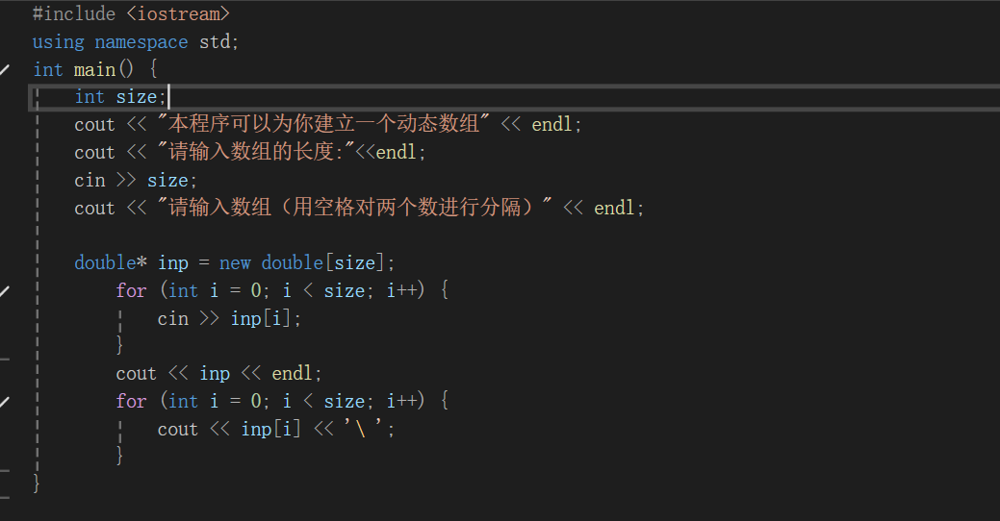 #include <iostream>
using namespace std;
int main() {
int size;
cout << "本程序可以为你建立一个动态数组" << endl;
cout << "请输入数组的长度:"<<endl;
cin >> size;
cout << "请输入数组（用空格对两个数进行分隔）" << endl;
double* inp = new double[size];
for (int i = 0; i < size; i++) {
cin >> inp[i];
}
cout << inp << endl;
for (int i = 0; i < size; i++) {
cout << inp[i] << '\ ';
}
}